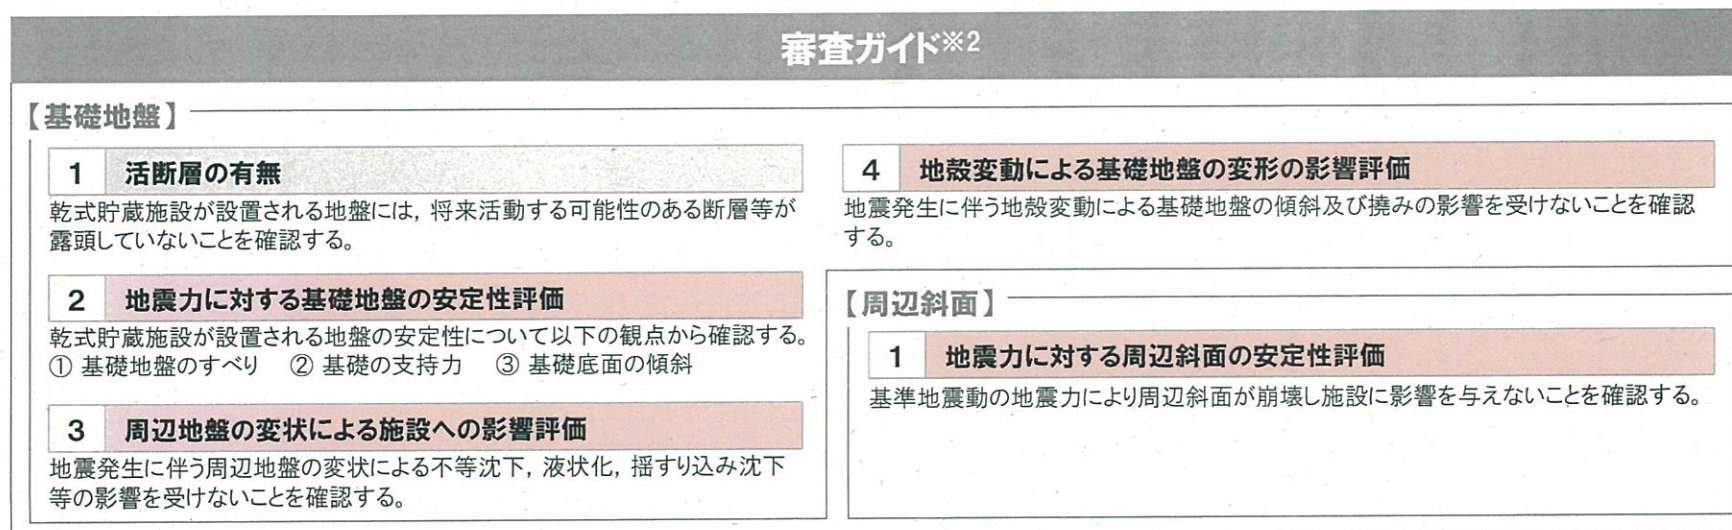 審査ガイド※2
【基礎地盤】
1 活断層の有無
乾式貯蔵施設が設置される地盤には，将来活動する可能性のある断層等が
露頭していないことを確認する。
2 地震力に対する基礎地盤の安定性評価
乾式貯蔵施設が設置される地盤の安定性について以下の観点から確認する。
① 基礎地盤のすべり ② 基礎の支持力 ③ 基礎底面の傾斜
3 周辺地盤の変状による施設への影響評価
地震発生に伴う周辺地盤の変状による不等沈下，液状化，揺すり込み沈下
等の影響を受けないことを確認する。
4 地殻変動による基礎地盤の変形の影響評価
地震発生に伴う地殻変動による基礎地盤の傾斜及び撓みの影響を受けないことを確認
する。
【周辺斜面】
1 地震力に対する周辺斜面の安定性評価
基準地震動の地震力により周辺斜面が崩壊し施設に影響を与えないことを確認する。